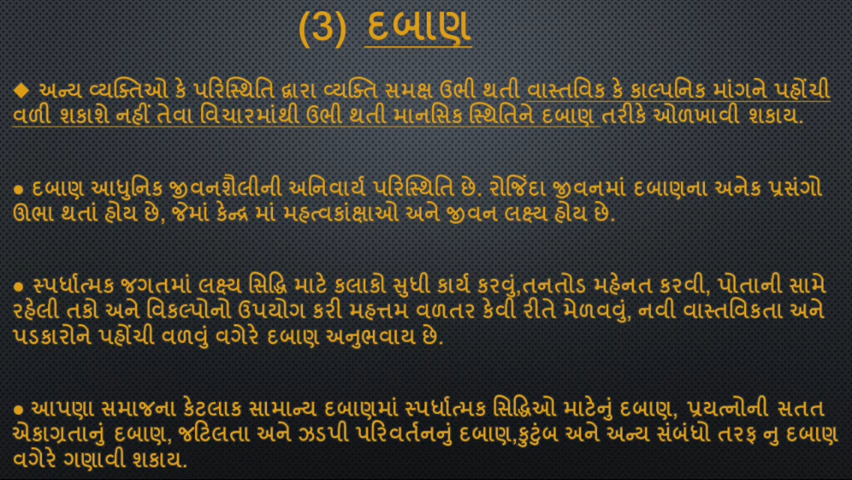 (3) દબાણ
◆ અન્ય વ્યક્તિઓ કે પરિસ્થિતિ દ્વારા વ્યક્તિ સમક્ષ ઉભી થતી વાસ્તવિક કે કાલ્પનિક માંગને પહોંચી
વળી શકાશે નહીં તેવા વિચારમાંથી ઉભી થતી માનસિક સ્થિતિને દબાણ તરીકે ઓળખાવી શકાય.
● દબાણ આધુનિક જીવનશૈલીની અનિવાર્ય પરિસ્થિતિ છે. રોજિંદા જીવનમાં દબાણના અનેક પ્રસંગો
ઊભા થતાં હોય છે, જેમાં કેન્દ્ર માં મહત્વકાંક્ષાઓ અને જીવન લક્ષ્ય હોય છે.
● સ્પર્ધાત્મક જગતમાં લક્ષ્ય સિદ્ધિ માટે કલાકો સુધી કાર્ય કરવું,તનતોડ મહેનત કરવી, પોતાની સામે
રહેલી તકો અને વિકલ્પોનો ઉપયોગ કરી મહત્તમ વળતર કેવી રીતે મેળવવું, નવી વાસ્તવિકતા અને
પડકારોને પહોંચી વળવું વગેરે દબાણ અનુભવાય છે.
● આપણા સમાજના કેટલાક સામાન્ય દબાણમાં સ્પર્ધાત્મક સિદ્ધિઓ માટેનું દબાણ, પ્રયત્નોની સતત
એકાગ્રતાનું દબાણ, જટિલતા અને ઝડપી પરિવર્તનનું દબાણ,કુટુંબ અને અન્ય સંબંધો તરફ નુ દબાણ
વગેરે ગણાવી શકાય.